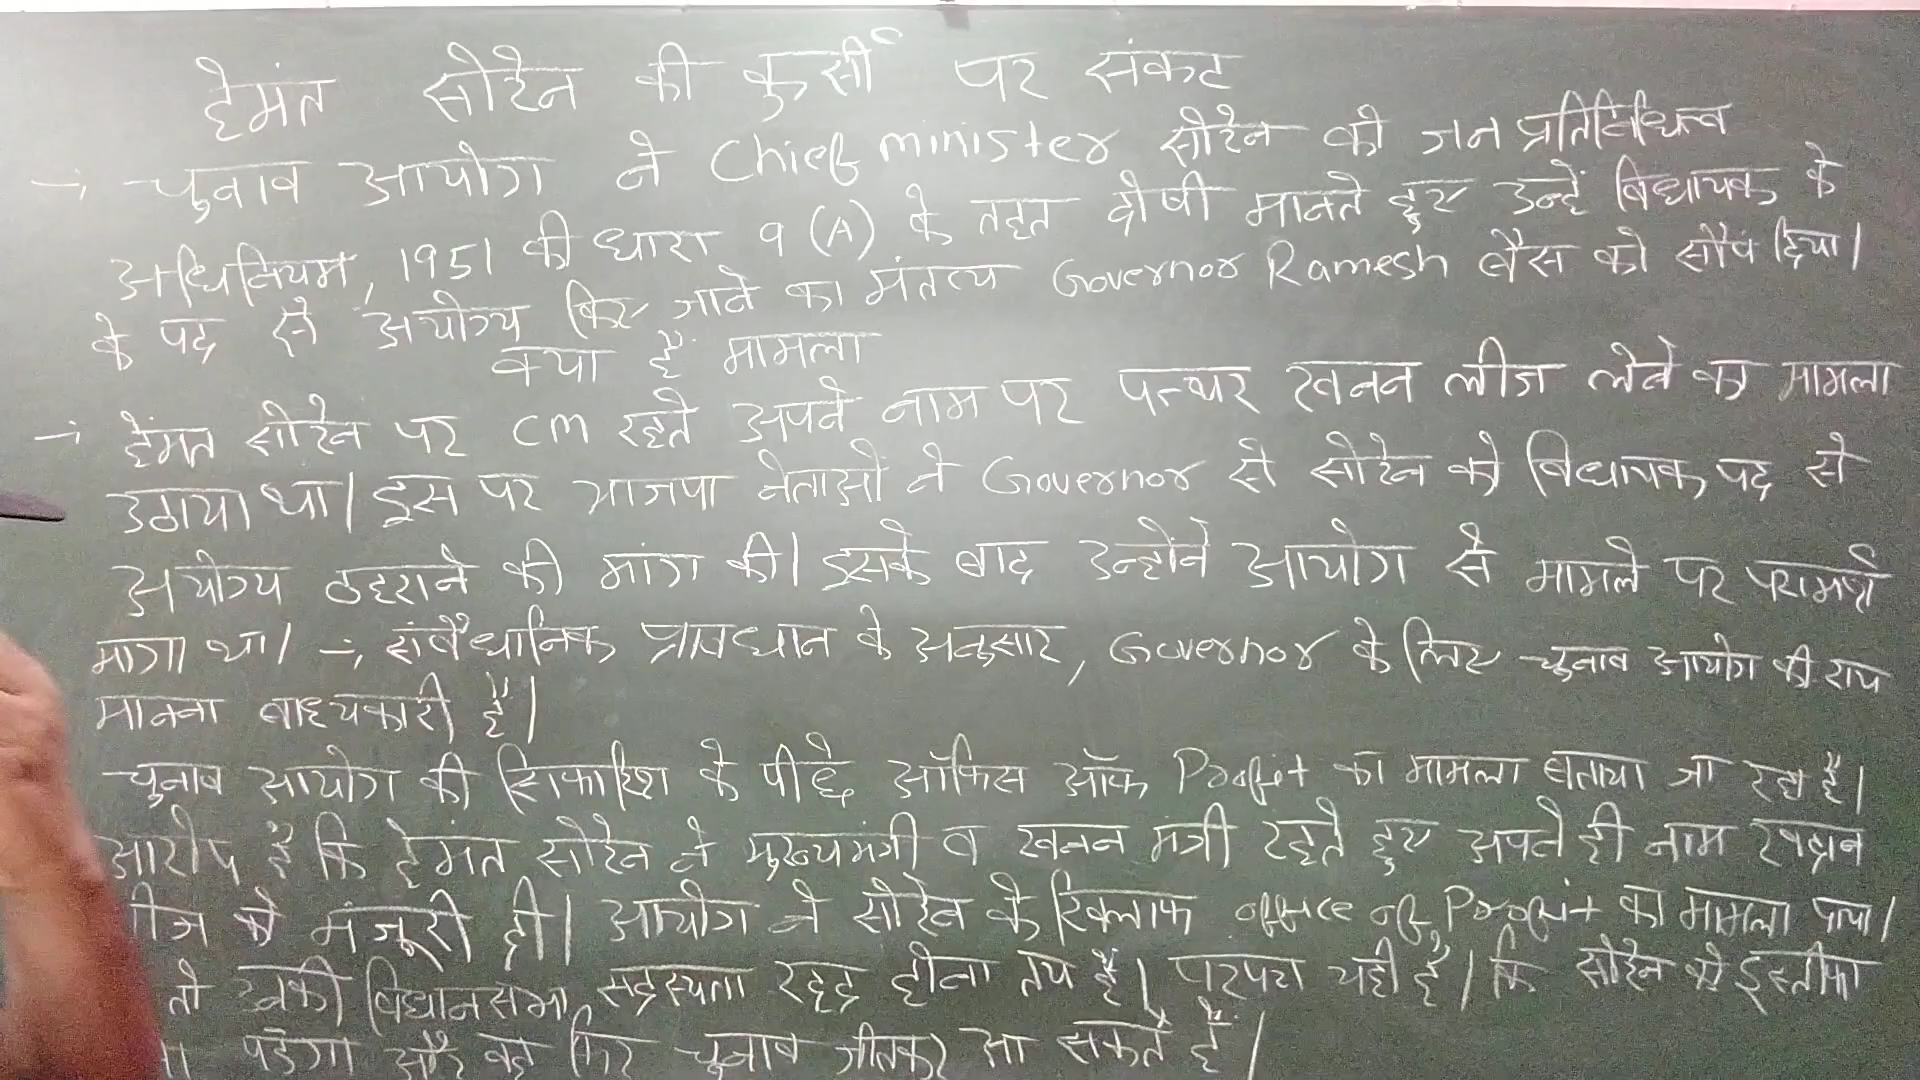 हेमंत सोरेन की कुर्सी पर संकट
→ चुनाव आयोग ने Chief minister सोरेन को जन प्रतिनिधित्व
अधिनियम, 1951 की धारा 9 (A) के तहत दोषी मानते हुए उन्हें विधायक के
के पद से अयोग्य किए जाने का मंतव्य Governor Ramesh बैस को सौंप दिया।
क्या है मामला
→ हेमंत सोरेन पर CM रहते अपने नाम पर पत्थर खनन लीज लेने का मामला
उठाया था। इस पर भाजपा नेताओं ने Governor से सोरेन को विधायक पद से
अयोग्य ठहराने की मांग की। इसके बाद उन्होंने आयोग से मामले पर परामर्श
मांगा था। → संवैधानिक प्रावधान के अनुसार, Governor के लिए चुनाव आयोग की राय
मानना बाध्यकारी है।
चुनाव आयोग की सिफारिश के पीछे ऑफिस ऑफ Profit का मामला बताया जा रहा है।
आरोप है कि हेमंत सोरेन ने मुख्यमंत्री व खनन मंत्री रहते हुए अपने ही नाम खदान
लीज को मंजूरी दी। आयोग ने सोरेन के खिलाफ office of Profit का मामला पाया।
तो उनकी विधानसभा सदस्यता रद्द होना तय है। परंपरा यही है। कि सोरेन को इस्तीफा
पड़ेगा और वह फिर चुनाव जीतकर आ सकते हैं।